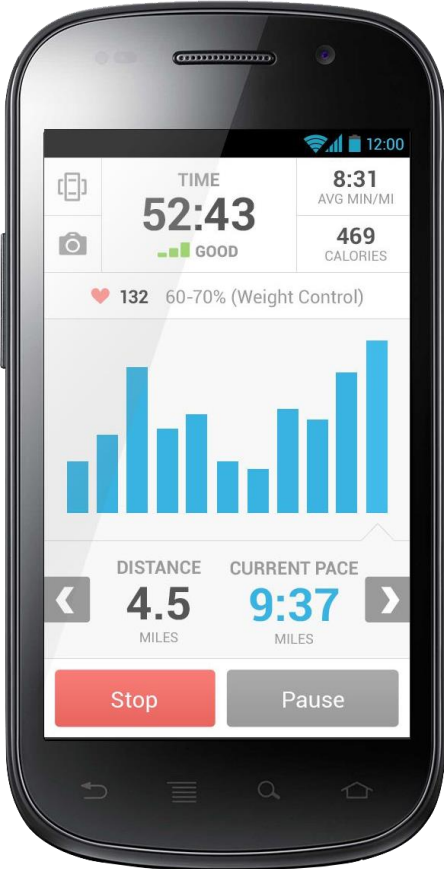 12:00
TIME
52:43
GOOD
8:31
AVG MIN/MI
469
CALORIES
132 60-70% (Weight Control)
DISTANCE
4.5
MILES
CURRENT PACE
9:37
MILES
Stop
Pause